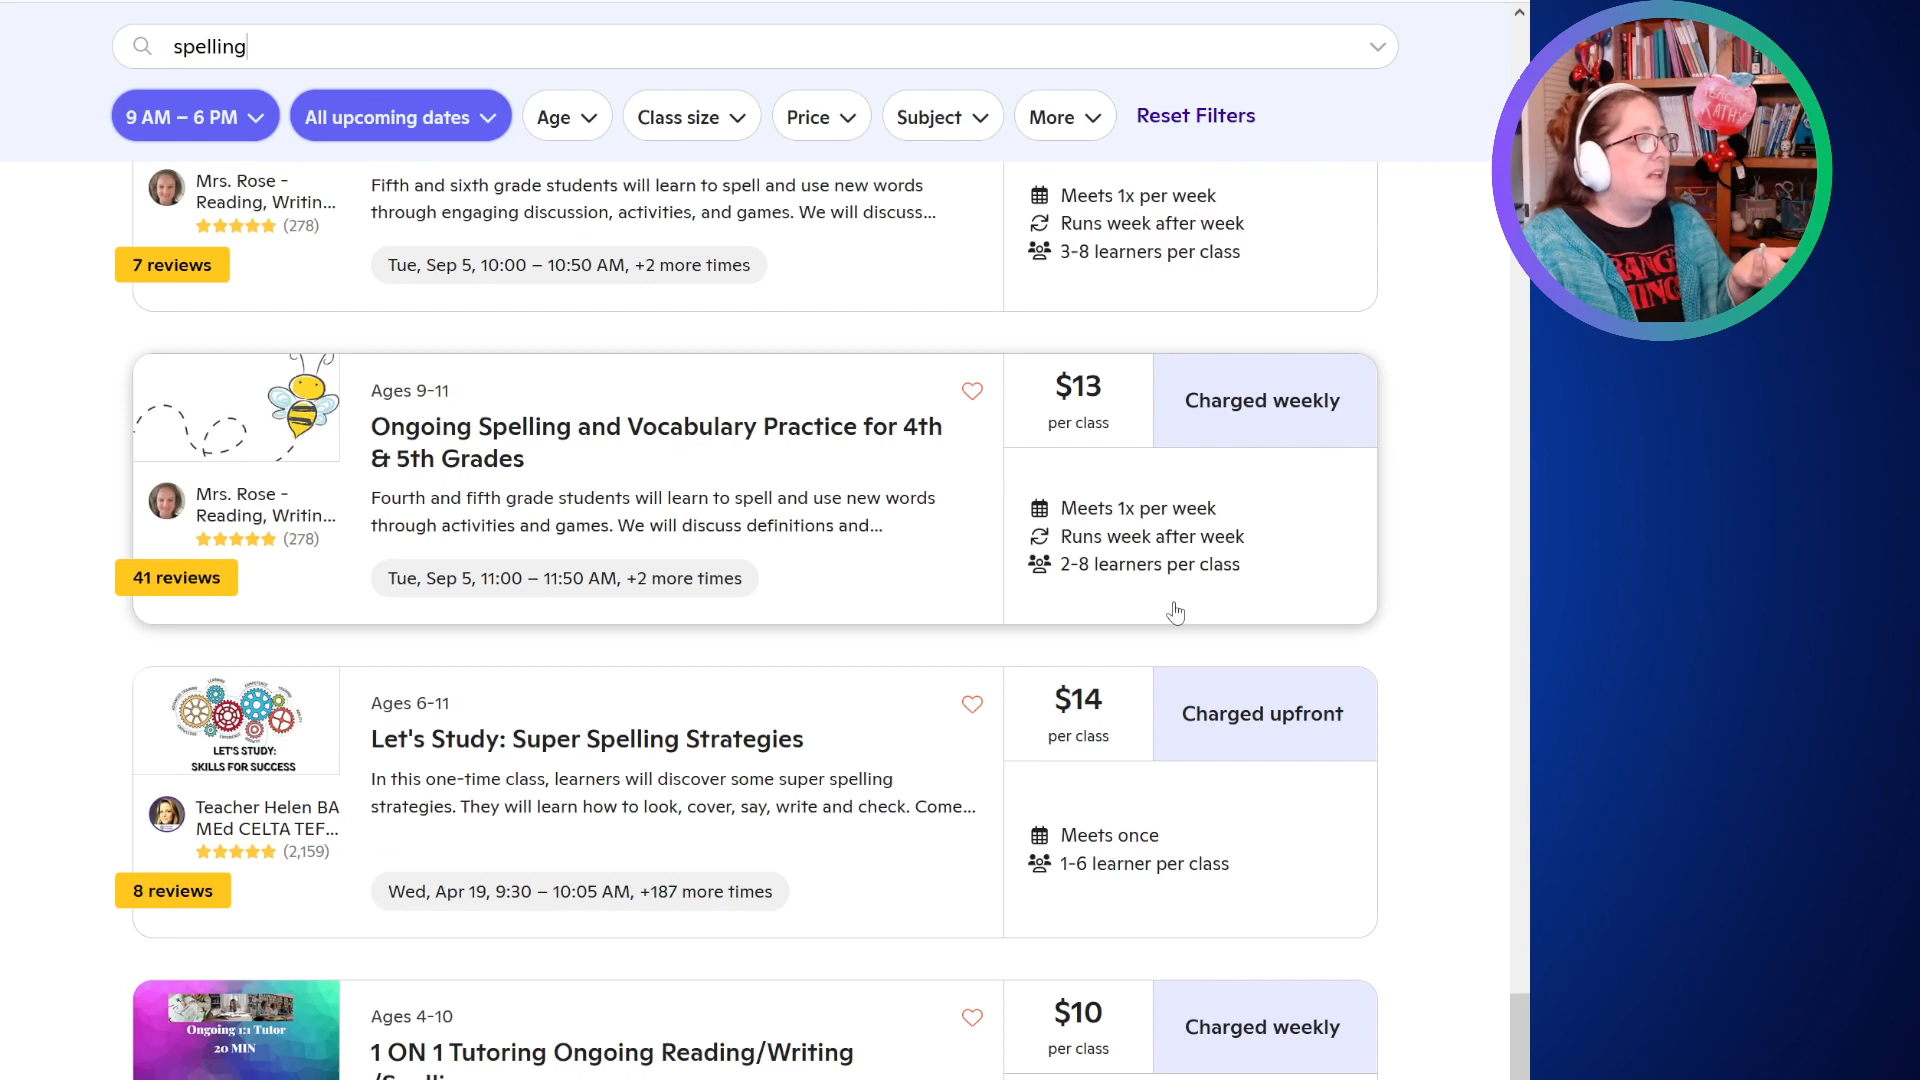 spelling
9 AM – 6 PM
All upcoming dates
Age
Class size
Price
Subject
More
Reset Filters
TEACHER
KATHY
Mrs. Rose -
Reading, Writin...
(278)
7 reviews
Fifth and sixth grade students will learn to spell and use new words
through engaging discussion, activities, and games. We will discuss...
Tue, Sep 5, 10:00 – 10:50 AM, +2 more times
Meets 1x per week
Runs week after week
3-8 learners per class
Ages 9-11
Ongoing Spelling and Vocabulary Practice for 4th
& 5th Grades
Mrs. Rose -
Reading, Writin...
(278)
41 reviews
Fourth and fifth grade students will learn to spell and use new words
through activities and games. We will discuss definitions and...
Tue, Sep 5, 11:00 – 11:50 AM, +2 more times
$13
per class
Charged weekly
Meets 1x per week
Runs week after week
2-8 learners per class
LET'S STUDY:
SKILLS FOR SUCCESS
Teacher Helen BA
MEd CELTA TEF...
(2,159)
8 reviews
Ages 6-11
Let's Study: Super Spelling Strategies
In this one-time class, learners will discover some super spelling
strategies. They will learn how to look, cover, say, write and check. Come...
Wed, Apr 19, 9:30 – 10:05 AM, +187 more times
$14
per class
Charged upfront
Meets once
1-6 learner per class
Ongoing 1:1 Tutor
20 MIN
Ages 4-10
1 ON 1 Tutoring Ongoing Reading/Writing
$10
per class
Charged weekly